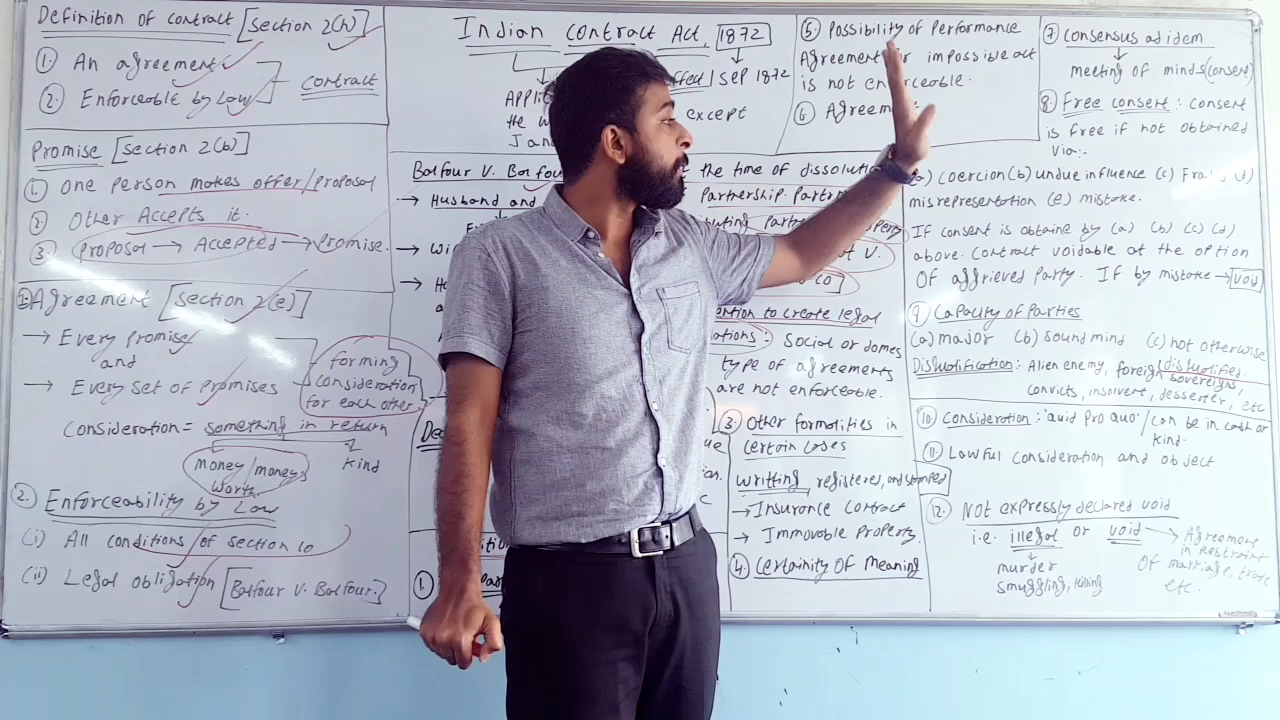 Definition of contract [section 2(h)]
1. An agreement
2. Enforceable by Law
contract
Promise [section 2(b)]
1. One person makes offer/proposal
2. Other Accepts it.
3. Proposal → Accepted → Promise.
1. Agreement [section 2(e)]
→ Every promise
and
→ Every set of promises
forming
consideration
for each other.
consideration = something in return
money/moneys
worth
kind
2. Enforceability by Law
(i) All conditions of section 10
(ii) Legal obligation [Balfour V. Balfour.]
Indian contract Act, 1872
effect 1 sep 1872
except
Balfour V.
→ Husband and
the time of dissolution
Partnership. Partn
V.
ention to create legal
social or domes
type of agreements
are not enforceable.
3. Other formalities in
certain cases
writting, registered, and stamped
→ Insurance contract
→ Immovable Property.
4. Certainity of Meaning
1.
5 Possibility of Performance
Agreement impossible act
is not enforceable.
6
7 consensus ad idem
meeting of minds (consent)
8 Free consent : consent
is free if not obtained
via:-
coercion (b) undue influence (c) (d)
misrepresentation (e) mistake.
If consent is obtaine by (a) (b) (c) (d)
above. Contract voidable at the option
of aggrieved party. If by mistake → void
9 Capacity of Parties
(a) major (b) sound mind (c) not otherwise
disqualified.
Disqualification: Alien enemy, foreign sovereigns,
convicts, insolvent, desserter, etc
10 Consideration : 'quid pro quo' / can be in cash or
kind.
11. Lawful consideration and object
12. Not expressly declared void
i.e. illegal or void → Agreement
in restraint
murder
of marriage, trade
smuggling, killing
etc.